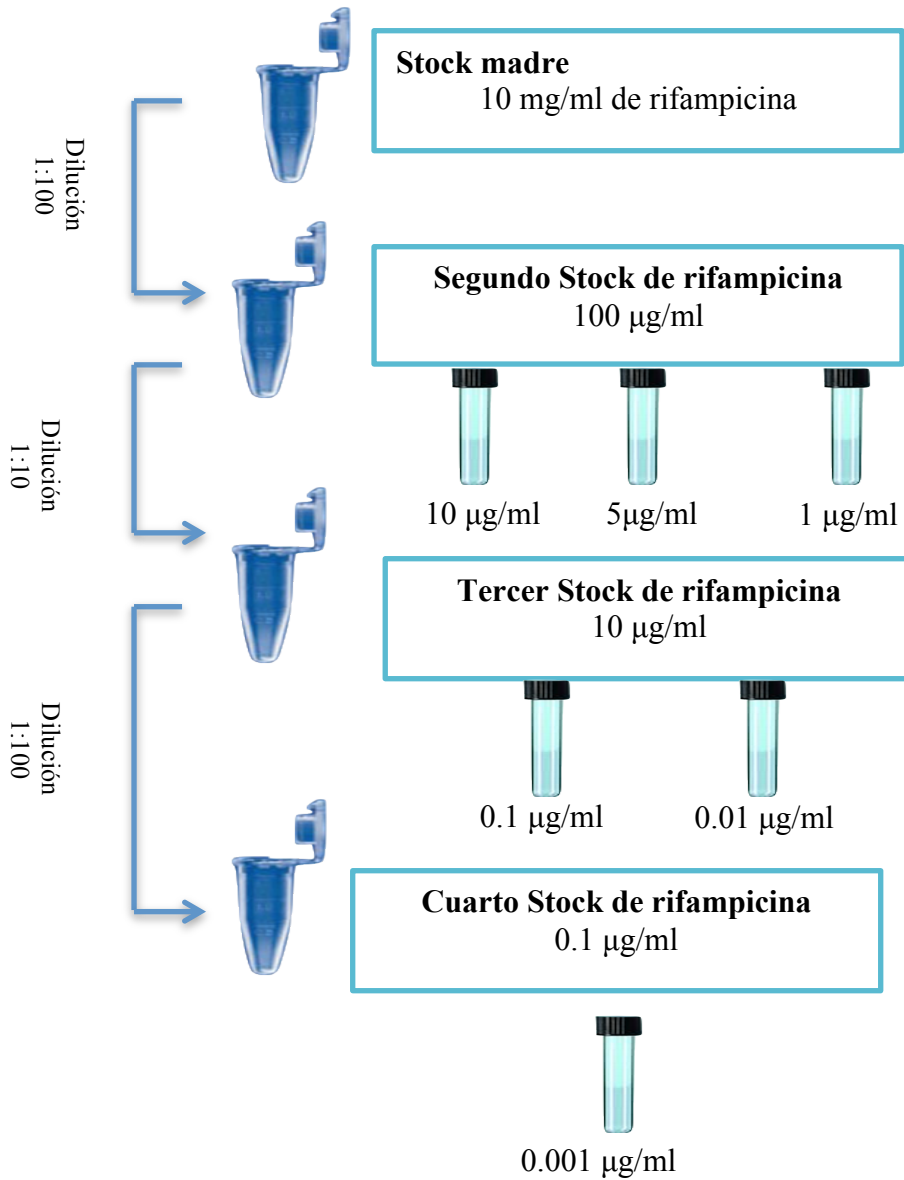 Stock madre
10 mg/ml de rifampicina
Dilución
1:100
Segundo Stock de rifampicina
100 μg/ml
Dilución
1:10
10 μg/ml
5μg/ml
1 μg/ml
Tercer Stock de rifampicina
10 μg/ml
Dilución
1:100
0.1 μg/ml
0.01 μg/ml
Cuarto Stock de rifampicina
0.1 μg/ml
0.001 μg/ml